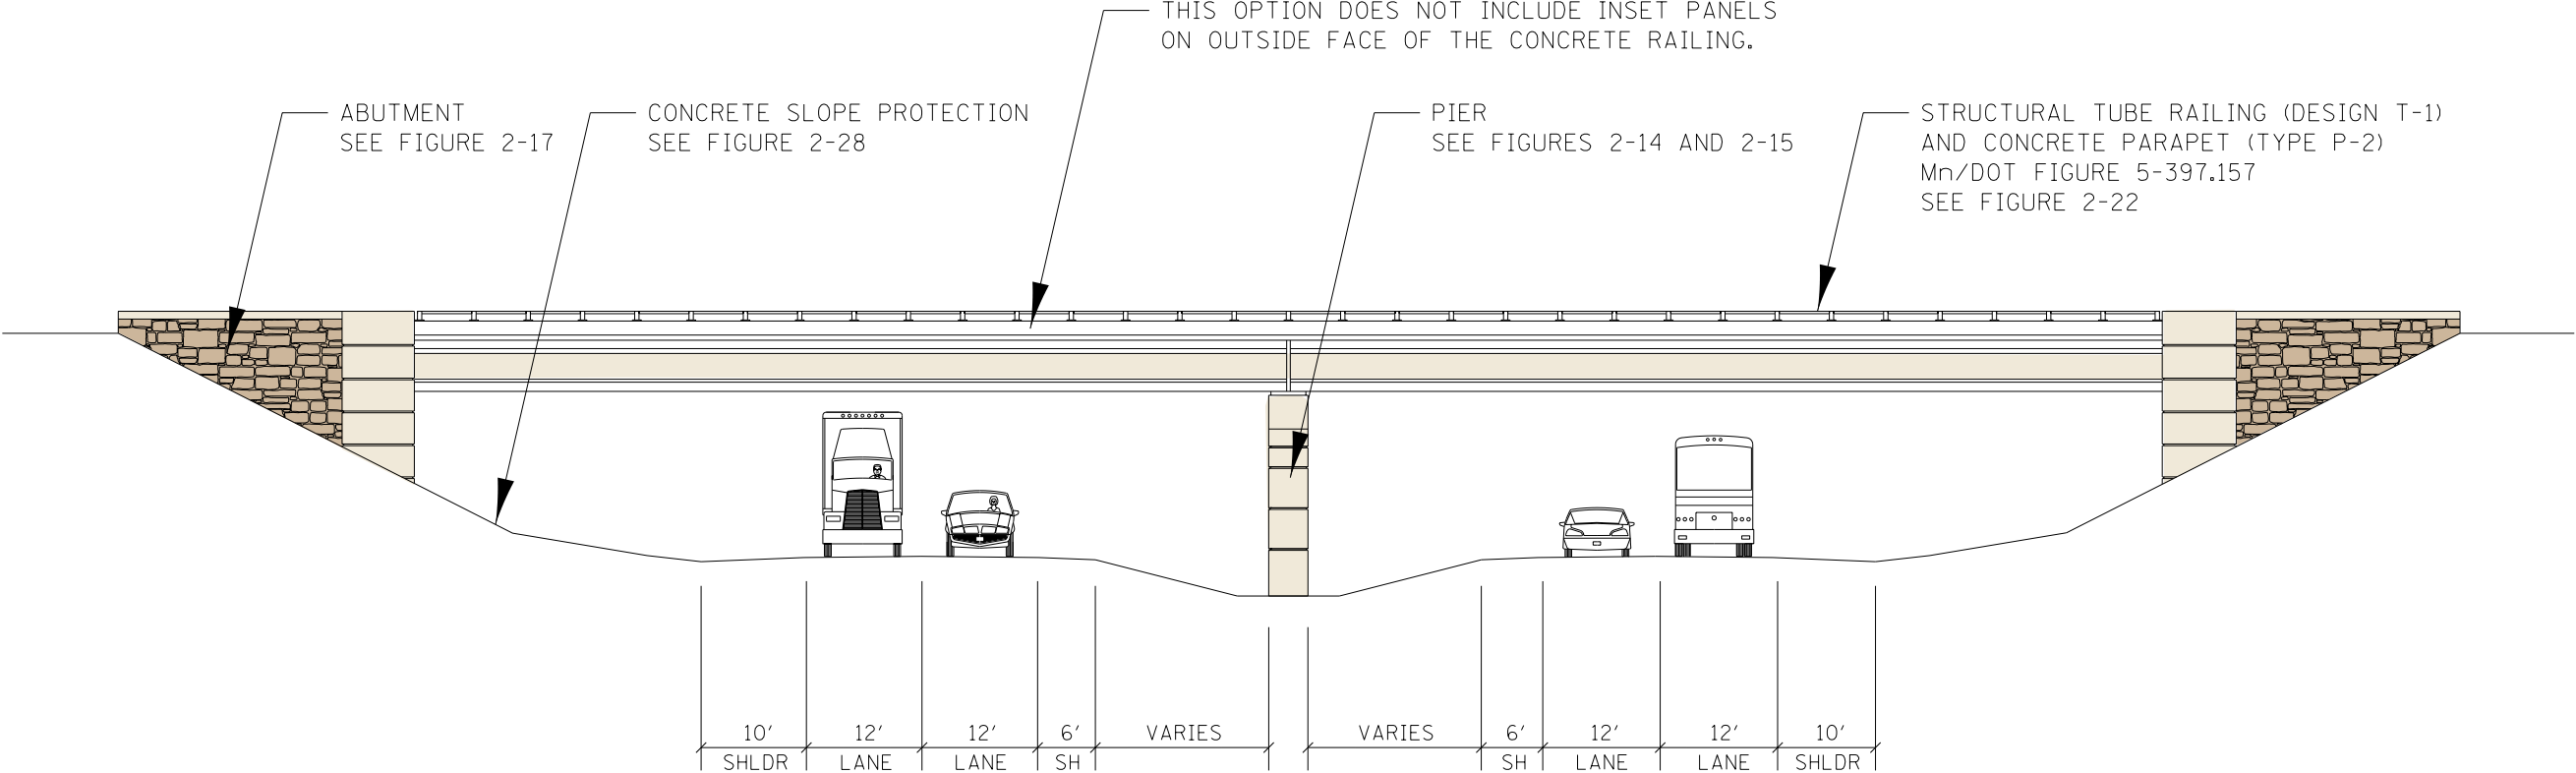 THIS OPTION DOES NOT INCLUDE INSET PANELS
ON OUTSIDE FACE OF THE CONCRETE RAILING.
ABUTMENT
SEE FIGURE 2-17
CONCRETE SLOPE PROTECTION
SEE FIGURE 2-28
PIER
SEE FIGURES 2-14 AND 2-15
STRUCTURAL TUBE RAILING (DESIGN T-1)
AND CONCRETE PARAPET (TYPE P-2)
Mn/DOT FIGURE 5-397.157
SEE FIGURE 2-22
10'
SHLDR
12'
LANE
12'
LANE
6'
SH
VARIES
VARIES
6'
SH
12'
LANE
12'
LANE
10'
SHLDR